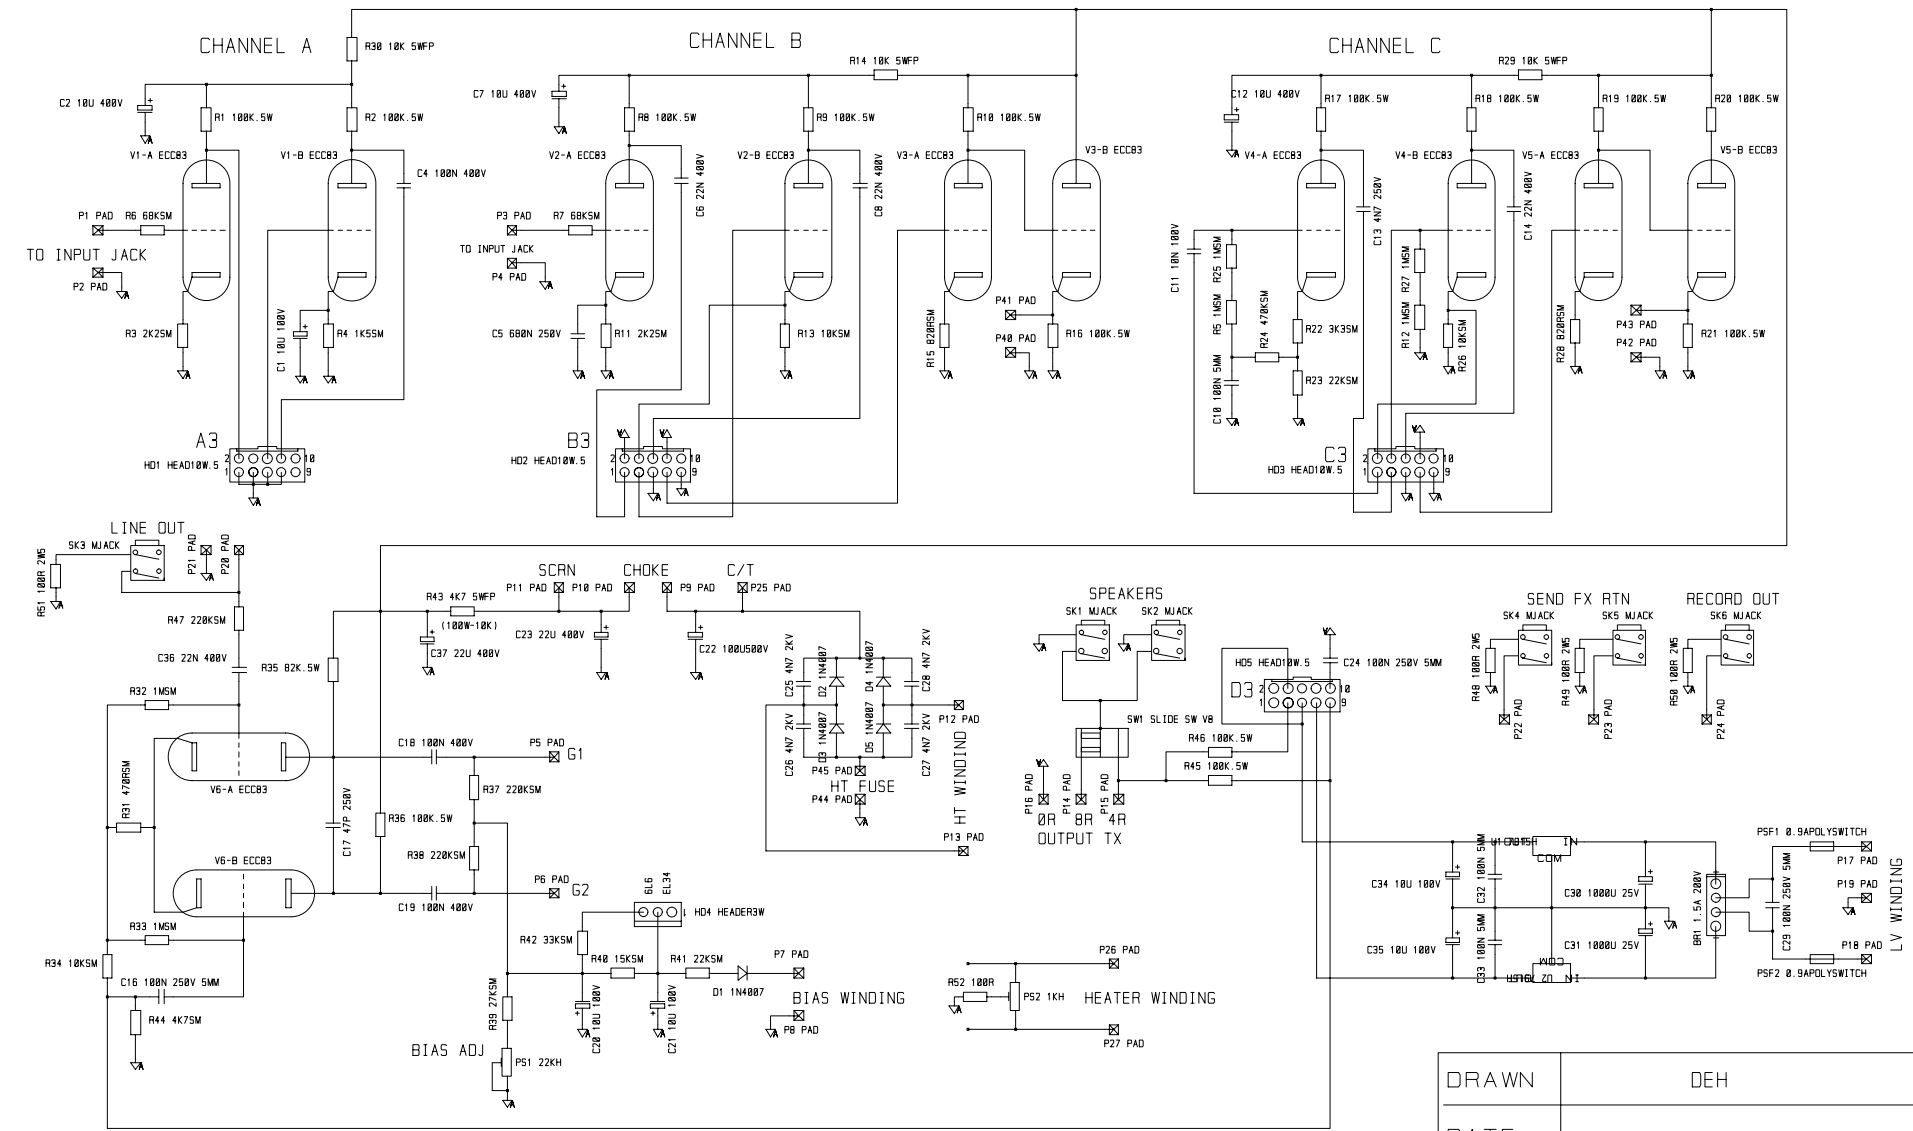 CHANNEL A
CHANNEL B
CHANNEL C
R30 10K 5WFP
R14 10K 5WFP
R29 10K 5WFP
C2 10U 400V
R1 100K.5W
R2 100K.5W
C7 10U 400V
R8 100K.5W
R9 100K.5W
R10 100K.5W
C12 10U 400V
R17 100K.5W
R18 100K.5W
R19 100K.5W
R20 100K.5W
V1-A ECC83
V1-B ECC83
V2-A ECC83
V2-B ECC83
V3-A ECC83
V3-B ECC83
V4-A ECC83
V4-B ECC83
V5-A ECC83
V5-B ECC83
C4 100N 400V
C6 22N 400V
C8 22N 400V
C13 4N7 250V
C14 22N 400V
P1 PAD
R6 68KSM
TO INPUT JACK
P2 PAD
P3 PAD
R7 68KSM
TO INPUT JACK
P4 PAD
C11 10N 100V
R25 1MSM
R5 1MSM
R24 470KSM
R27 1MSM
R12 1MSM
R3 2K2SM
C1 10U 100V
R4 1K5SM
C5 680N 250V
R11 2K2SM
R13 10KSM
R15 820RSM
P41 PAD
P40 PAD
R16 100K.5W
C10 100N 5MM
R22 3K3SM
R23 22KSM
R26 10KSM
R28 820RSM
P43 PAD
P42 PAD
R21 100K.5W
A3
HD1 HEAD10W.5
2
1
10
9
B3
HD2 HEAD10W.5
2
1
10
9
C3
HD3 HEAD10W.5
2
1
10
9
LINE OUT
SK3 MJACK
R51 100R 2W5
P21 PAD
P20 PAD
R47 220KSM
C36 22N 400V
R35 82K.5W
R32 1MSM
R43 4K7 5WFP
(100W-10K)
C37 22U 400V
SCRN
CHOKE
C/T
P11 PAD
P10 PAD
P9 PAD
P25 PAD
C23 22U 400V
C22 100U500V
C25 4N7 2KV
D2 1N4007
D4 1N4007
C28 4N7 2KV
C26 4N7 2KV
D3 1N4007
D5 1N4007
C27 4N7 2KV
P12 PAD
HT WINDIND
P45 PAD
HT FUSE
P44 PAD
P13 PAD
SPEAKERS
SK1 MJACK
SK2 MJACK
SW1 SLIDE SW V8
P16 PAD
P14 PAD
P15 PAD
0R
8R
4R
OUTPUT TX
HD5 HEAD10W.5
D3
2
1
10
9
C24 100N 250V 5MM
R46 100K.5W
R45 100K.5W
SEND FX RTN
RECORD OUT
SK4 MJACK
SK5 MJACK
SK6 MJACK
R48 100R 2W5
R49 100R 2W5
R50 100R 2W5
P22 PAD
P23 PAD
P24 PAD
V6-A ECC83
C18 100N 400V
P5 PAD
G1
R31 470RSM
C17 47P 250V
R36 100K.5W
R37 220KSM
R38 220KSM
V6-B ECC83
C19 100N 400V
P6 PAD
G2
R33 1MSM
R34 10KSM
C16 100N 250V 5MM
R44 4K7SM
6L6
EL34
1
HD4 HEADER3W
R42 33KSM
R40 15KSM
R41 22KSM
D1 1N4007
P7 PAD
BIAS WINDING
P8 PAD
R39 27KSM
C20 10U 100V
C21 10U 100V
BIAS ADJ
PS1 22KH
R52 100R
PS2 1KH
P26 PAD
HEATER WINDING
P27 PAD
C34 10U 100V
C32 100N 5MM
IN
COM
C30 1000U 25V
C35 10U 100V
C33 100N 5MM
COM
U2
IN
C31 1000U 25V
BR1 1.5A 200V
C29 100N 250V 5MM
PSF1 0.9APOLYSWITCH
P17 PAD
P19 PAD
P18 PAD
PSF2 0.9APOLYSWITCH
LV WINDING
DRAWN
DEH